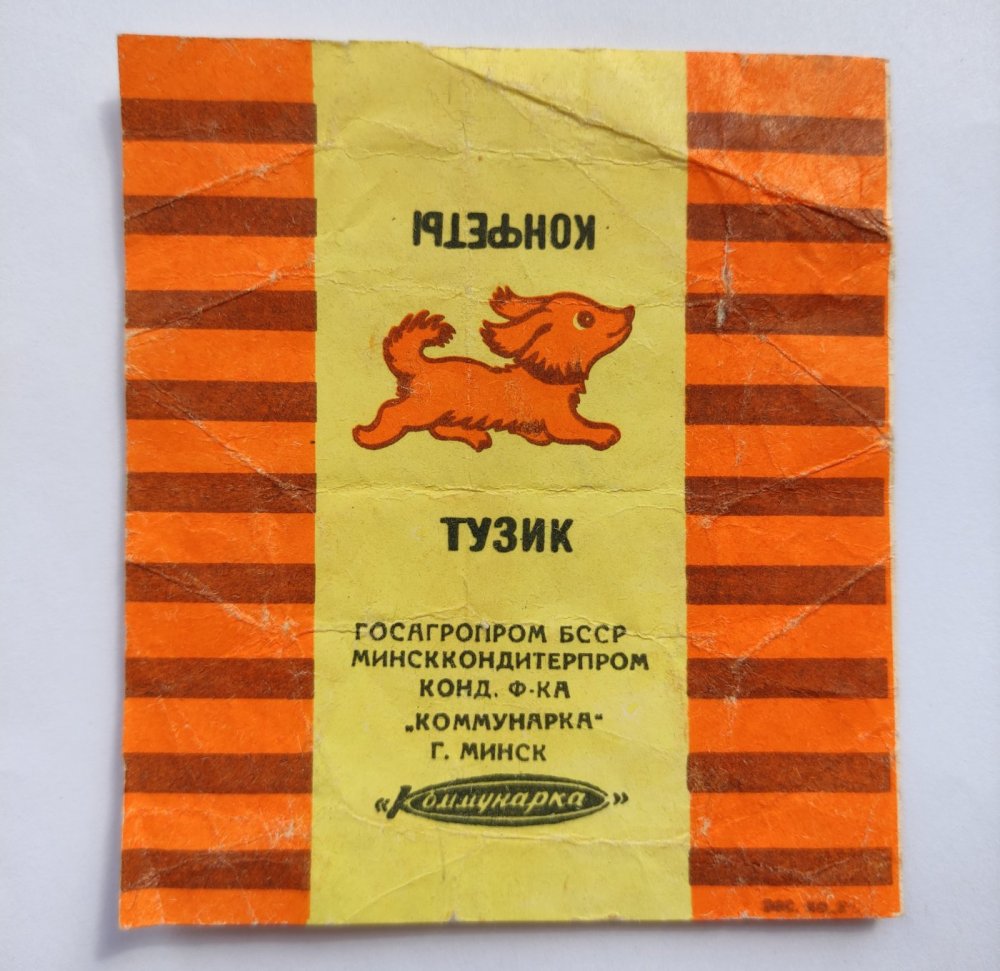 КОНФЕТЫ
ТУЗИК
ГОСАГРОПРОМ БССР
МИНСККОНДИТЕРПРОМ
КОНД. Ф-КА
„КОММУНАРКА“
Г. МИНСК
«Коммунарка»